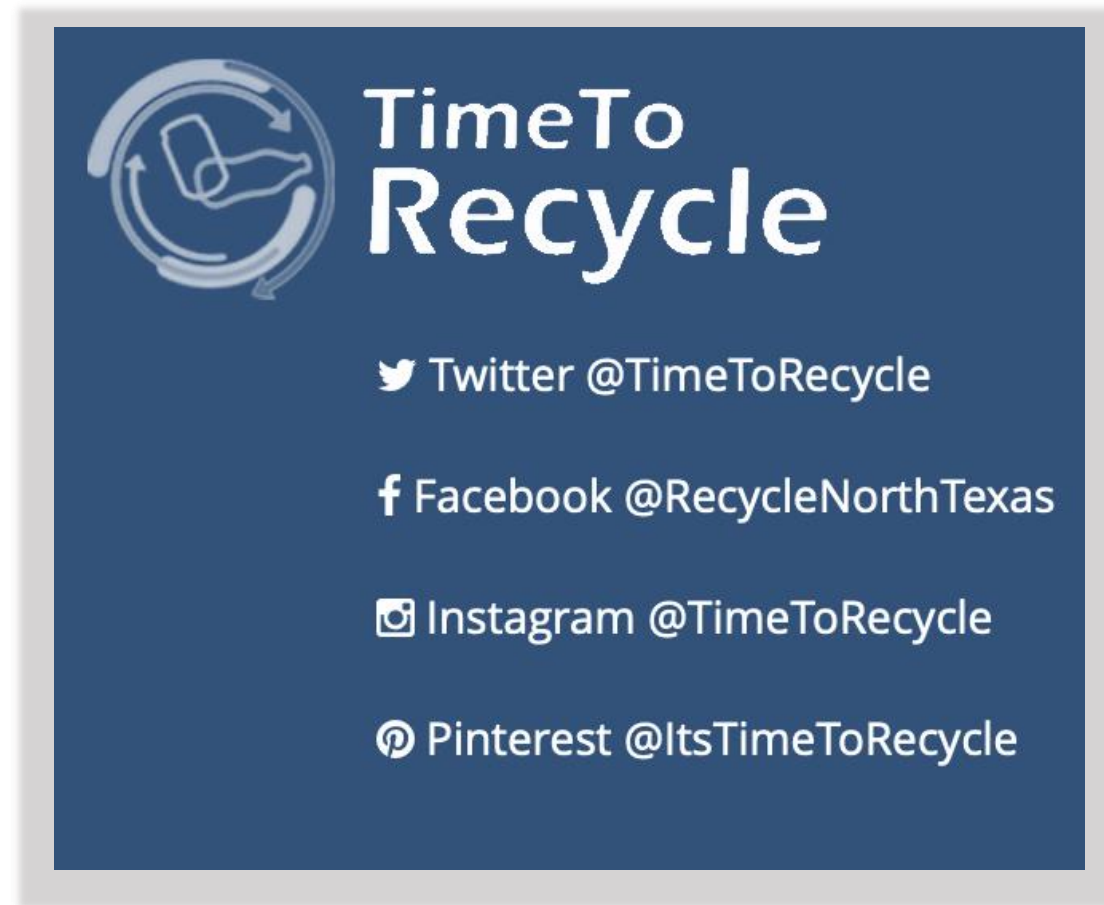 TimeTo
Recycle
Twitter @TimeToRecycle
Facebook @RecycleNorthTexas
Instagram @TimeToRecycle
Pinterest @ItsTimeToRecycle